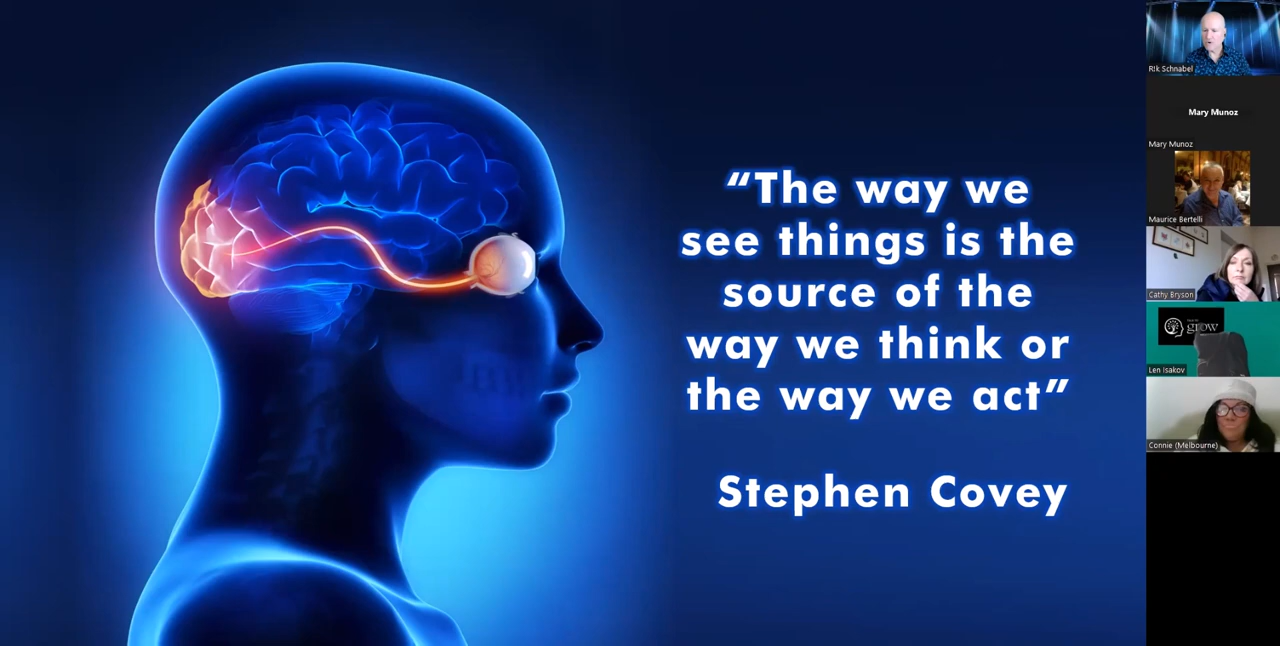 “The way we
see things is the
source of the
way we think or
the way we act”
Stephen Covey
R!k Schnabel
Mary Munoz
Mary Munoz
Maurice Bertelli
Cathy Bryson
grow
Len Isakov
Connie (Melbourne)